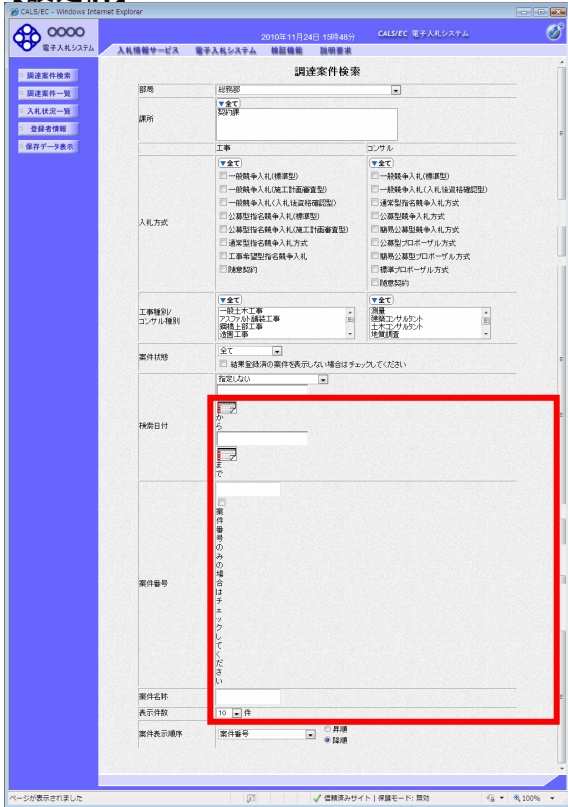 CALS/EC - Windows Internet Explorer
○○○○
電子入札システム
2010年11月24日 15時48分
CALS/EC 電子入札システム
入札情報サービス 電子入札システム 検証機能 説明要求
調達案件検索
調達案件一覧
入札状況一覧
登録者情報
保存データ表示
調達案件検索
部局 総務部
課所 ▼全て
契約課
工事 コンサル
入札方式
▼全て ▼全て
一般競争入札(標準型) 一般競争入札(標準型)
一般競争入札(施工計画審査型) 一般競争入札(入札後資格確認型)
一般競争入札(入札後資格確認型) 通常型指名競争入札方式
公募型指名競争入札(標準型) 公募型競争入札方式
公募型指名競争入札(施工計画審査型) 簡易公募型競争入札方式
通常型指名競争入札方式 公募型プロポーザル方式
工事希望型指名競争入札 簡易公募型プロポーザル方式
随意契約 標準プロポーザル方式
随意契約
工事種別/
コンサル種別
▼全て ▼全て
一般土木工事 測量
アスファルト舗装工事 建築コンサルタント
鋼橋上部工事 土木コンサルタント
造園工事 地質調査
案件状態 全て
結果登録済の案件を表示しない場合はチェックしてください
検索日付 指定しない
か
ら
ま
で
案件番号
案
件
番
号
の
み
の
場
合
は
チ
ェ
ッ
ク
し
て
く
だ
さ
い
案件名称
表示件数 10 件
案件表示順序 案件番号 昇順
降順
ページが表示されました
信頼済みサイト | 保護モード: 無効
100%